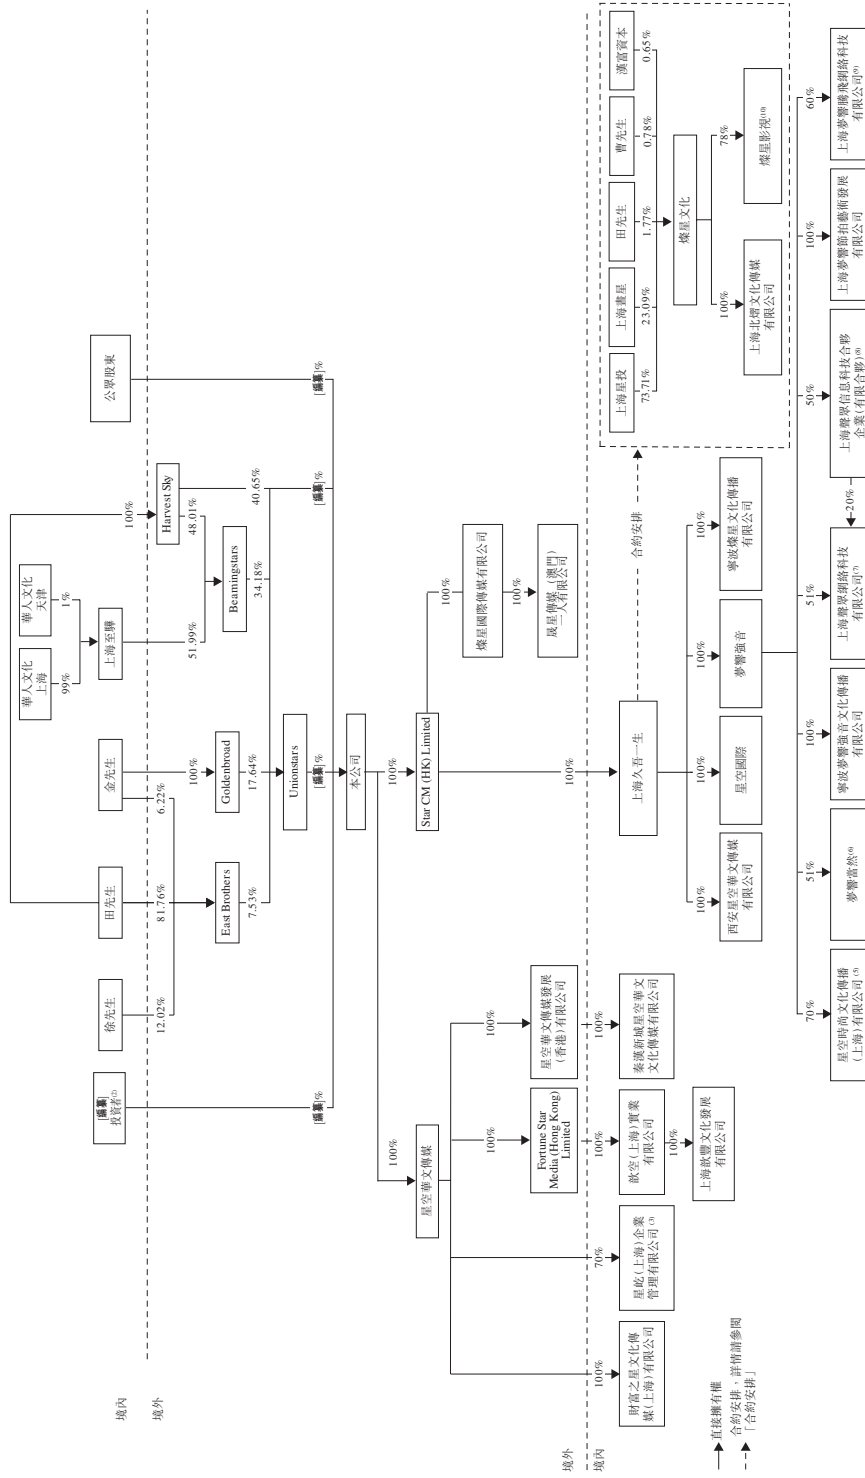 境內
境外
[編纂]
投資者(2)
徐先生
田先生
金先生
華人文化
上海
華人文化
天津
99%
1%
上海至驊
公眾股東
12.02%
81.76%
6.22%
100%
51.99%
48.01%
100%
Harvest Sky
East Brothers
Goldenbroad
Beamingstars
7.53%
17.64%
34.18%
40.65%
Unionstars
[編纂]%
[編纂]%
[編纂]%
[編纂]%
本公司
100%
100%
星空華文傳媒
Star CM (HK) Limited
100%
燦星國際傳媒有限公司
100%
晟星傳媒 (澳門)
一人有限公司
100%
100%
Fortune Star
Media (Hong Kong)
Limited
星空華文傳媒發展
(香港)有限公司
境外
境內
100%
70%
100%
100%
100%
財富之星文化傳
媒(上海)有限公司
星屹(上海)企業
管理有限公司(3)
歆空(上海)實業
有限公司
秦漢新城星空華文
文化傳媒有限公司
100%
上海歆豐文化發展
有限公司
上海久吾一生
合約安排
上海星投
上海晝星
田先生
曹先生
漢富資本
73.71%
23.09%
1.77%
0.78%
0.65%
燦星文化
100%
78%
上海北熠文化傳媒
有限公司
燦星影視(10)
100%
100%
100%
100%
西安星空華文傳媒
有限公司
星空國際
夢響強音
寧波燦星文化傳播
有限公司
70%
51%
100%
51%
50%
100%
60%
星空時尚文化傳播
(上海)有限公司(5)
夢響當然(6)
寧波夢響強音文化傳播
有限公司
上海聲眾網絡科技
有限公司(7)
20%
上海聲眾信息科技合夥
企業(有限合夥)(8)
上海夢響節拍藝術發展
有限公司
上海夢響騰飛網絡科技
有限公司(9)
直接擁有權
合約安排，詳情請參閱
「合約安排」